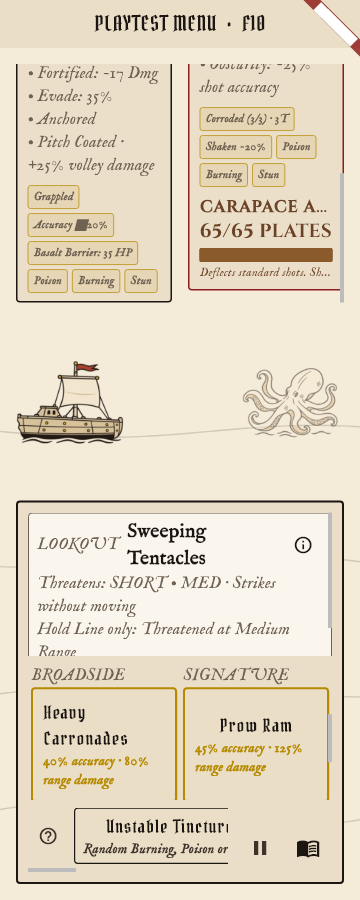 PLAYTEST MENU · F10
• Fortified: -17 Dmg
• Evade: 35%
• Anchored
• Pitch Coated ·
+25% volley damage
Grappled
Accuracy 20%
Basalt Barrier: 35 HP
Poison Burning Stun
• Obscurity: -25%
shot accuracy
Corroded (3/3) · 3T
Shaken -20% Poison
Burning Stun
CARAPACE A...
65/65 PLATES
Deflects standard shots. Sh...
LOOKOUT Sweeping
Tentacles
Threatens: SHORT • MED · Strikes
without moving
Hold Line only: Threatened at Medium
Range
BROADSIDE
Heavy
Carronades
40% accuracy · 80%
range damage
SIGNATURE
Prow Ram
45% accuracy · 125%
range damage
Unstable Tincture
Random Burning, Poison or